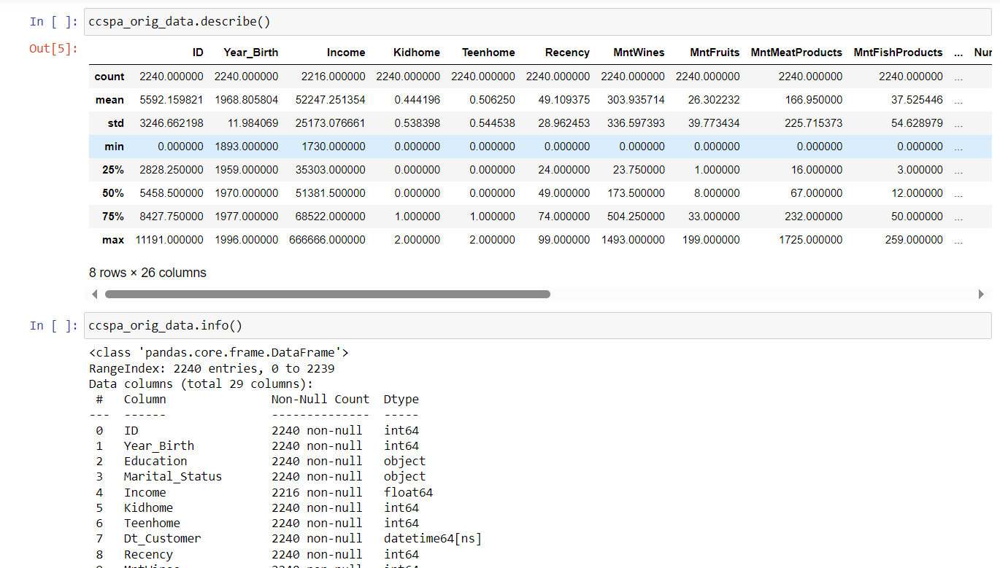 In [ ]: ccspa_orig_data.describe()
Out[5]:
ID Year_Birth Income Kidhome Teenhome Recency MntWines MntFruits MntMeatProducts MntFishProducts ... Nur
count 2240.000000 2240.000000 2216.000000 2240.000000 2240.000000 2240.000000 2240.000000 2240.000000 2240.000000 2240.000000 ...
mean 5592.159821 1968.805804 52247.251354 0.444196 0.506250 49.109375 303.935714 26.302232 166.950000 37.525446 ...
std 3246.662198 11.984069 25173.076661 0.538398 0.544538 28.962453 336.597393 39.773434 225.715373 54.628979 ...
min 0.000000 1893.000000 1730.000000 0.000000 0.000000 0.000000 0.000000 0.000000 0.000000 0.000000 ...
25% 2828.250000 1959.000000 35303.000000 0.000000 0.000000 24.000000 23.750000 1.000000 16.000000 3.000000 ...
50% 5458.500000 1970.000000 51381.500000 0.000000 0.000000 49.000000 173.500000 8.000000 67.000000 12.000000 ...
75% 8427.750000 1977.000000 68522.000000 1.000000 1.000000 74.000000 504.250000 33.000000 232.000000 50.000000 ...
max 11191.000000 1996.000000 666666.000000 2.000000 2.000000 99.000000 1493.000000 199.000000 1725.000000 259.000000 ...
8 rows × 26 columns
In [ ]: ccspa_orig_data.info()
<class 'pandas.core.frame.DataFrame'>
RangeIndex: 2240 entries, 0 to 2239
Data columns (total 29 columns):
# Column Non-Null Count Dtype
--- ------ -------------- -----
0 ID 2240 non-null int64
1 Year_Birth 2240 non-null int64
2 Education 2240 non-null object
3 Marital_Status 2240 non-null object
4 Income 2216 non-null float64
5 Kidhome 2240 non-null int64
6 Teenhome 2240 non-null int64
7 Dt_Customer 2240 non-null datetime64[ns]
8 Recency 2240 non-null int64